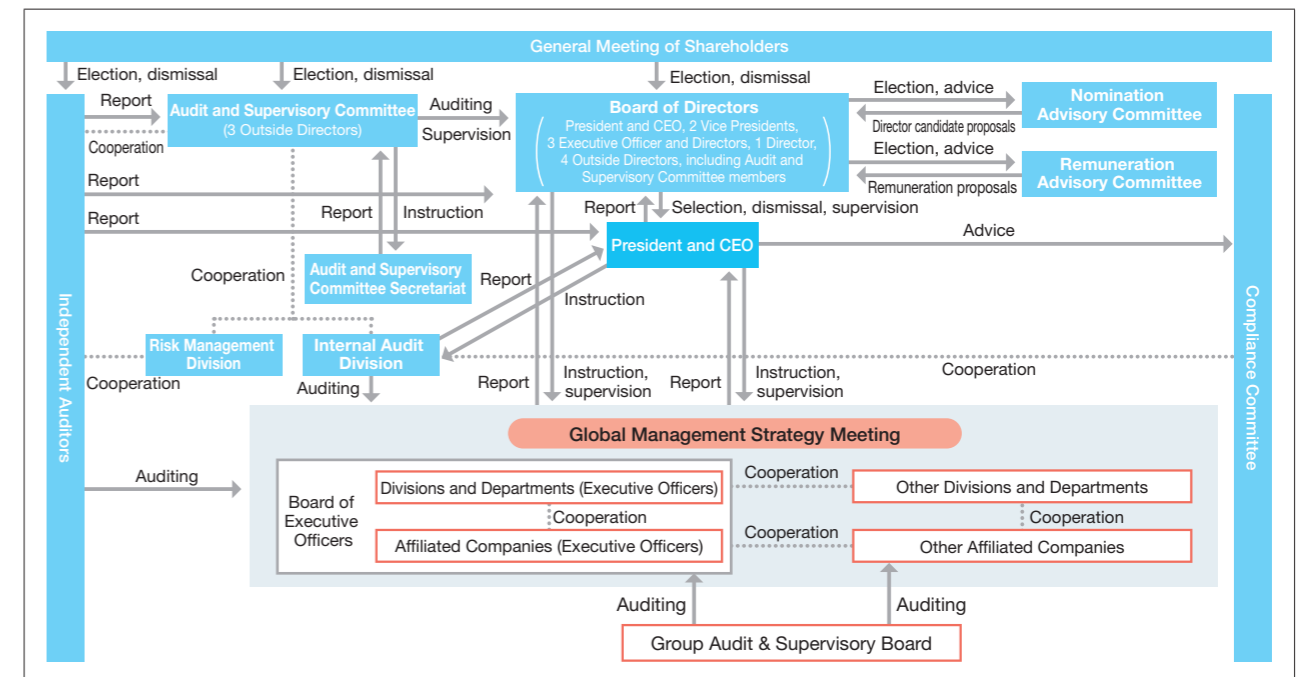 General Meeting of Shareholders
Election, dismissal
Election, dismissal
Election, dismissal
Report
Audit and Supervisory Committee
(3 Outside Directors)
Auditing
Supervision
Board of Directors
President and CEO, 2 Vice Presidents,
3 Executive Officer and Directors, 1 Director,
4 Outside Directors, including Audit and
Supervisory Committee members
Election, advice
Director candidate proposals
Nomination
Advisory Committee
Cooperation
Election, advice
Remuneration proposals
Remuneration
Advisory Committee
Report
Report
Report
Instruction
Report
Selection, dismissal, supervision
President and CEO
Advice
Cooperation
Audit and Supervisory
Committee Secretariat
Report
Instruction
Independent Auditors
Compliance Committee
Risk Management
Division
Internal Audit
Division
Cooperation
Auditing
Report
Instruction,
supervision
Report
Instruction,
supervision
Cooperation
Global Management Strategy Meeting
Auditing
Board of
Executive
Officers
Divisions and Departments (Executive Officers)
Cooperation
Affiliated Companies (Executive Officers)
Cooperation
Cooperation
Other Divisions and Departments
Cooperation
Other Affiliated Companies
Auditing
Auditing
Group Audit & Supervisory Board